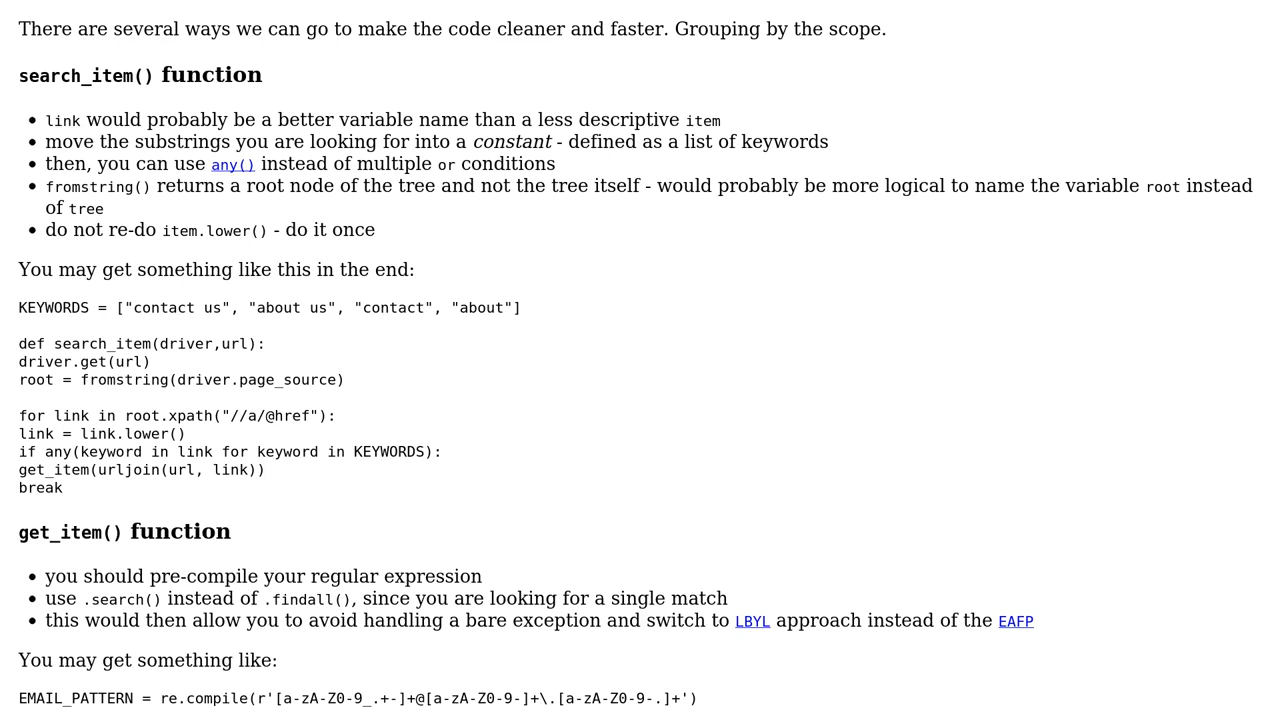 There are several ways we can go to make the code cleaner and faster. Grouping by the scope.
search_item() function
• link would probably be a better variable name than a less descriptive item
• move the substrings you are looking for into a constant - defined as a list of keywords
• then, you can use any() instead of multiple or conditions
• fromstring() returns a root node of the tree and not the tree itself - would probably be more logical to name the variable root instead
of tree
• do not re-do item.lower() - do it once
You may get something like this in the end:
KEYWORDS = ["contact us", "about us", "contact", "about"]
def search_item(driver,url):
driver.get(url)
root = fromstring(driver.page_source)
for link in root.xpath("//a/@href"):
link = link.lower()
if any(keyword in link for keyword in KEYWORDS):
get_item(urljoin(url, link))
break
get_item() function
• you should pre-compile your regular expression
• use .search() instead of .findall(), since you are looking for a single match
• this would then allow you to avoid handling a bare exception and switch to LBYL approach instead of the EAFP
You may get something like:
EMAIL_PATTERN = re.compile(r'[a-zA-Z0-9_.+-]+@[a-zA-Z0-9-]+\.[a-zA-Z0-9-.]+')